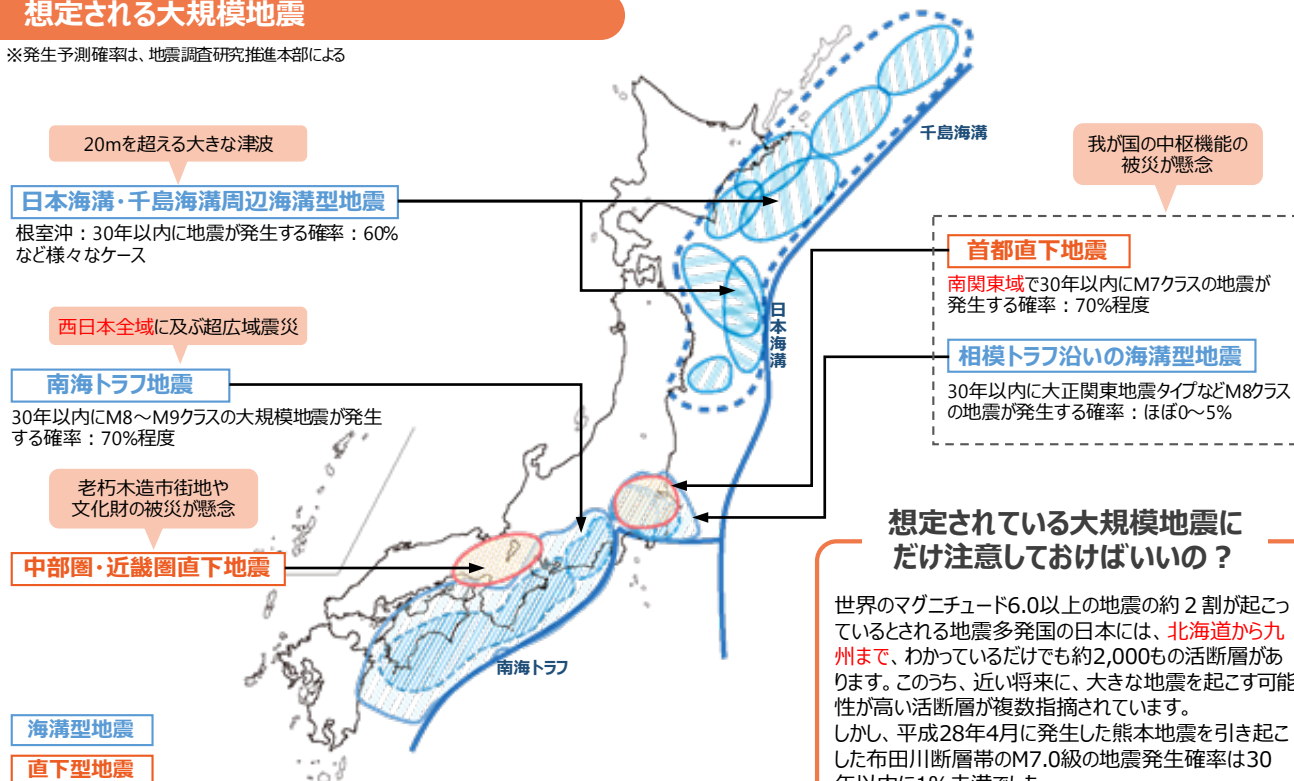 想定される大規模地震
※発生予測確率は、地震調査研究推進本部による
20mを超える大きな津波
日本海溝・千島海溝周辺海溝型地震
根室沖：30年以内に地震が発生する確率：60%
など様々なケース
西日本全域に及ぶ超広域震災
南海トラフ地震
30年以内にM8～M9クラスの大規模地震が発生
する確率：70%程度
老朽木造市街地や
文化財の被災が懸念
中部圏・近畿圏直下地震
海溝型地震
直下型地震
千島海溝
日本海溝
南海トラフ
我が国の中枢機能の
被災が懸念
首都直下地震
南関東域で30年以内にM7クラスの地震が
発生する確率：70%程度
相模トラフ沿いの海溝型地震
30年以内に大正関東地震タイプなどM8クラス
の地震が発生する確率：ほぼ0～5%
想定されている大規模地震に
だけ注意しておけばいいの？
世界のマグニチュード6.0以上の地震の約２割が起こっ
ているとされる地震多発国の日本には、北海道から九
州まで、わかっているだけでも約2,000もの活断層があ
ります。このうち、近い将来に、大きな地震を起こす可能
性が高い活断層が複数指摘されています。
しかし、平成28年4月に発生した熊本地震を引き起こ
した布田川断層帯のM7.0級の地震発生確率は30
年以内に1%未満でした